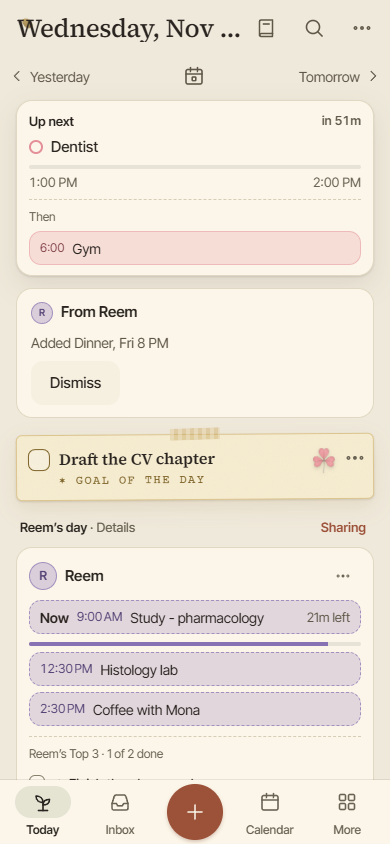 Wednesday, Nov ...
Yesterday
Tomorrow
Up next
in 51m
Dentist
1:00 PM
2:00 PM
Then
6:00 Gym
R From Reem
Added Dinner, Fri 8 PM
Dismiss
Draft the CV chapter
✶ GOAL OF THE DAY
Reem’s day · Details
Sharing
R Reem
Now 9:00 AM Study - pharmacology 21m left
12:30 PM Histology lab
2:30 PM Coffee with Mona
Reem’s Top 3 · 1 of 2 done
Today
Inbox
Calendar
More